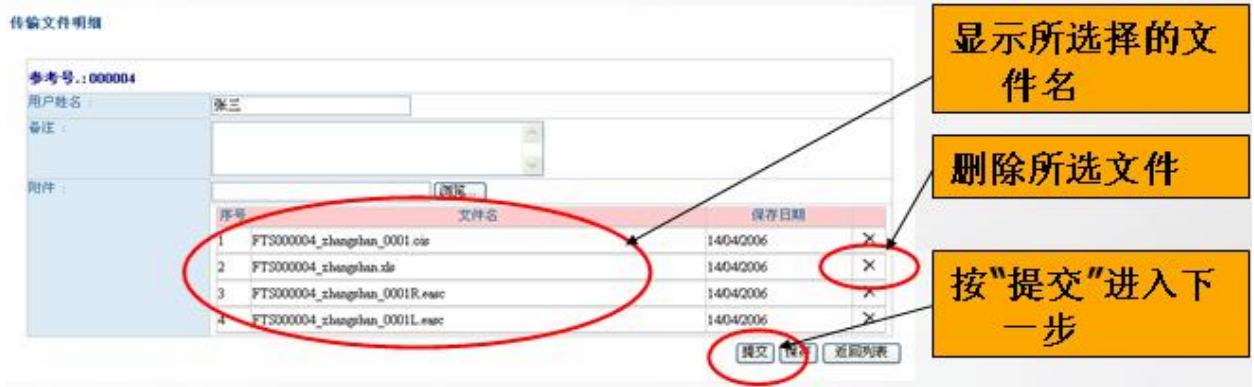 传输文件明细
显示所选择的文
件名
参考号.:000004
用户姓名 :
张三
备注 :
删除所选文件
附件 :
浏览...
序号 文件名 保存日期
1 FTS000004_zhangshan_0001.cis 14/04/2006
2 FTS000004_zhangshan.xls 14/04/2006
3 FTS000004_zhangshan_0001R.easc 14/04/2006
4 FTS000004_zhangshan_0001L.easc 14/04/2006
按“提交”进入下
一步
提交 保存 返回列表